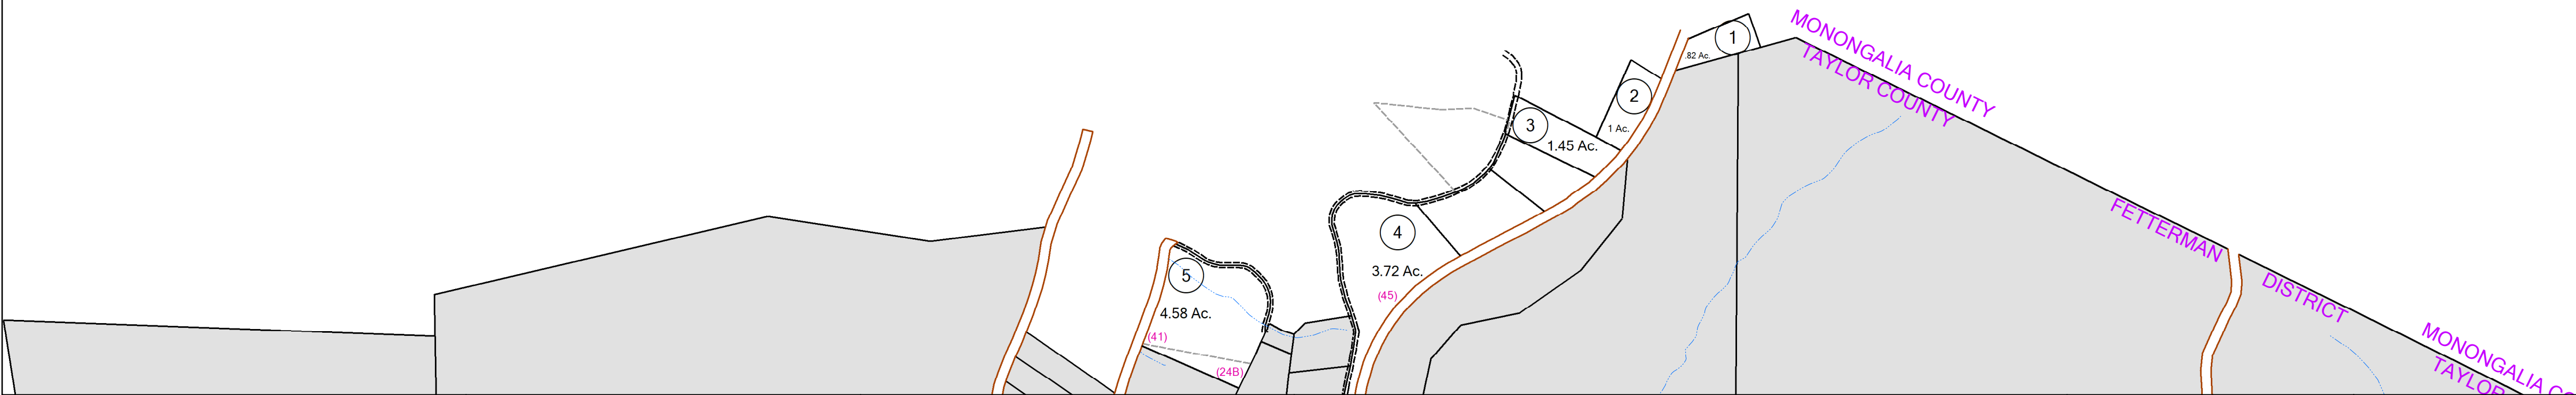 1
.82 Ac.
MONONGALIA COUNTY
TAYLOR COUNTY
2
1 Ac.
3
1.45 Ac.
4
3.72 Ac.
(45)
5
4.58 Ac.
(41)
(24B)
FETTERMAN
DISTRICT
MONONGALIA
TAYLOR